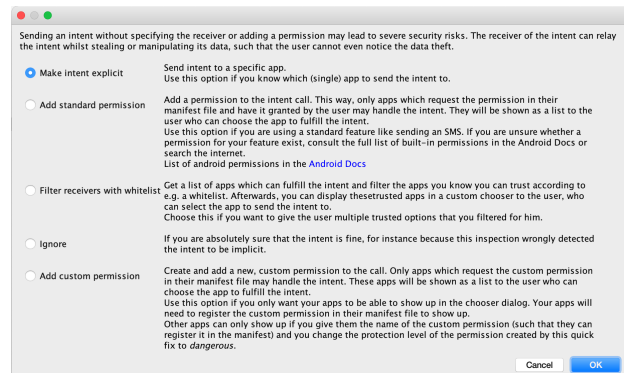 Sending an intent without specifying the receiver or adding a permission may lead to severe security risks. The receiver of the intent can relay
the intent whilst stealing or manipulating its data, such that the user cannot even notice the data theft.
Make intent explicit
Send intent to a specific app.
Use this option if you know which (single) app to send the intent to.
Add standard permission
Add a permission to the intent call. This way, only apps which request the permission in their
manifest and have it granted by the user may handle the intent. They will be shown as a list to the
user who can choose the app to fulfill the intent.
Use this option if you are using a standard feature like sending an SMS. If you are unsure whether a
permission for your feature exist, consult the full list of built-in permissions in the Android Docs or
search the internet.
List of android permissions in the Android Docs
Filter receivers with whitelist
Get a list of apps which can fulfill the intent and filter the apps you know you can trust according to
e.g. a whitelist. Afterwards, you can display thesetrusted apps in a custom chooser to the user, who
can select the app to send the intent to.
Choose this if you want to give the user multiple trusted options that you filtered for him.
Ignore
If you are absolutely sure that the intent is fine, for instance because this inspection wrongly detected
the intent to be implicit.
Add custom permission
Create and add a new, custom permission to the call. Only apps which request the custom permission
in their manifest file may handle the intent. These apps will be shown as a list to the user who can
choose the app to fulfill the intent.
Use this option if you only want your apps to be able to show up in the chooser dialog. Your apps will
need to register the custom permission in their manifest file to show up.
Other apps can only show up if you give them the name of the custom permission (such that they can
register it in the manifest) and you change the protection level of the permission created by this quick
fix to dangerous.
Cancel
OK